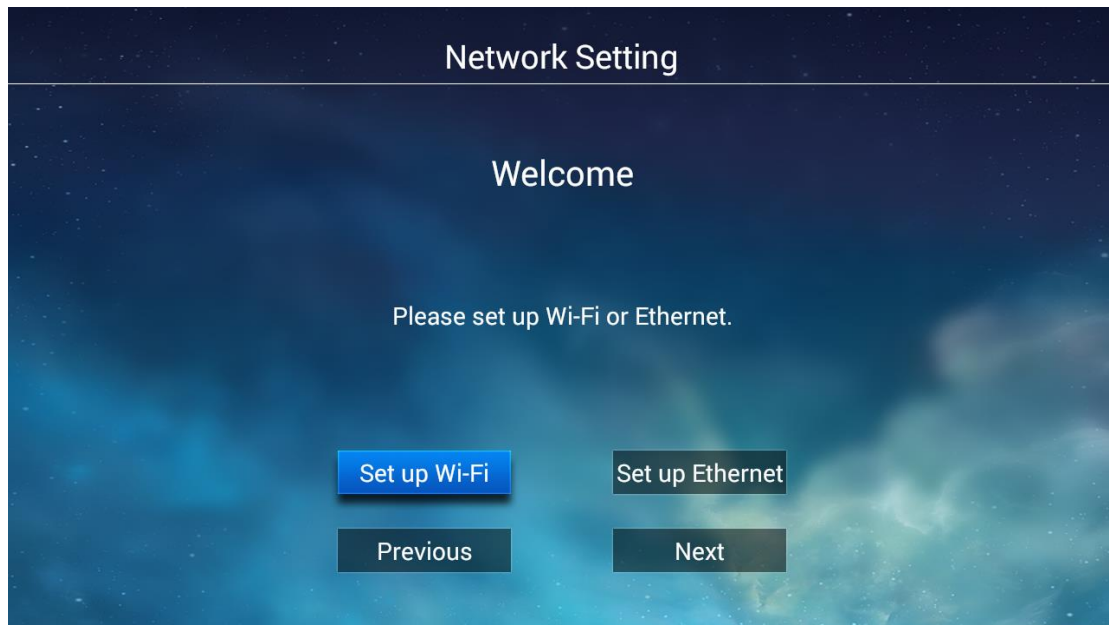 Network Setting
Welcome
Please set up Wi-Fi or Ethernet.
Set up Wi-Fi
Set up Ethernet
Previous
Next